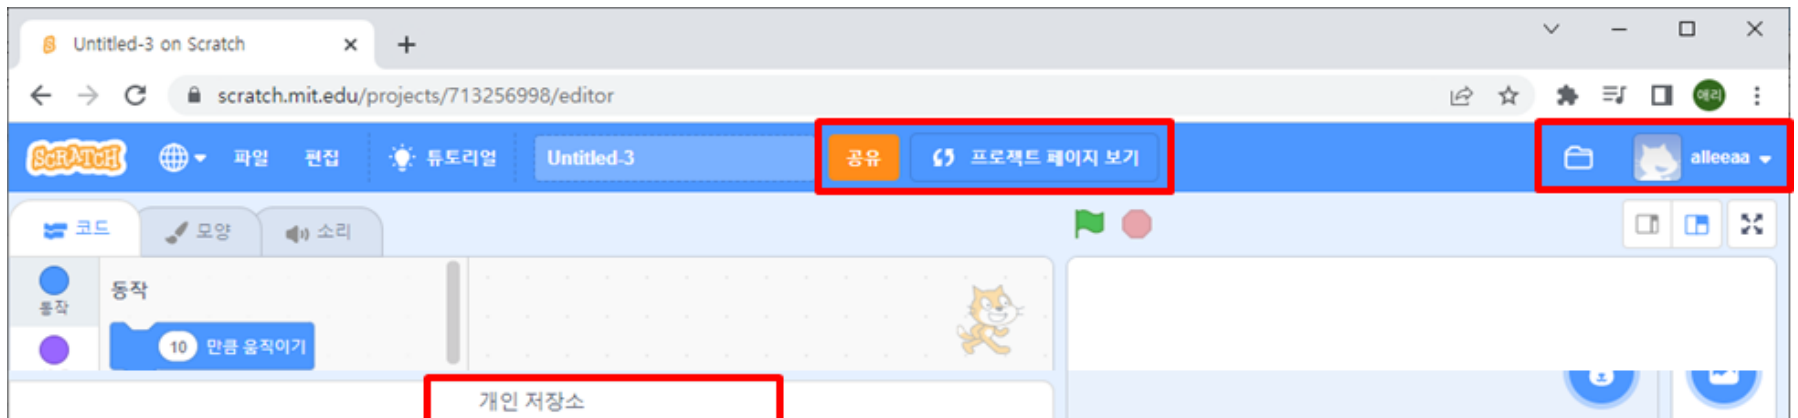 Untitled-3 on Scratch
scratch.mit.edu/projects/713256998/editor
애리
SCRATCH 파일 편집 튜토리얼 Untitled-3 공유 프로젝트 페이지 보기 alleeaa
코드 모양 소리
동작
동작
10 만큼 움직이기
개인 저장소